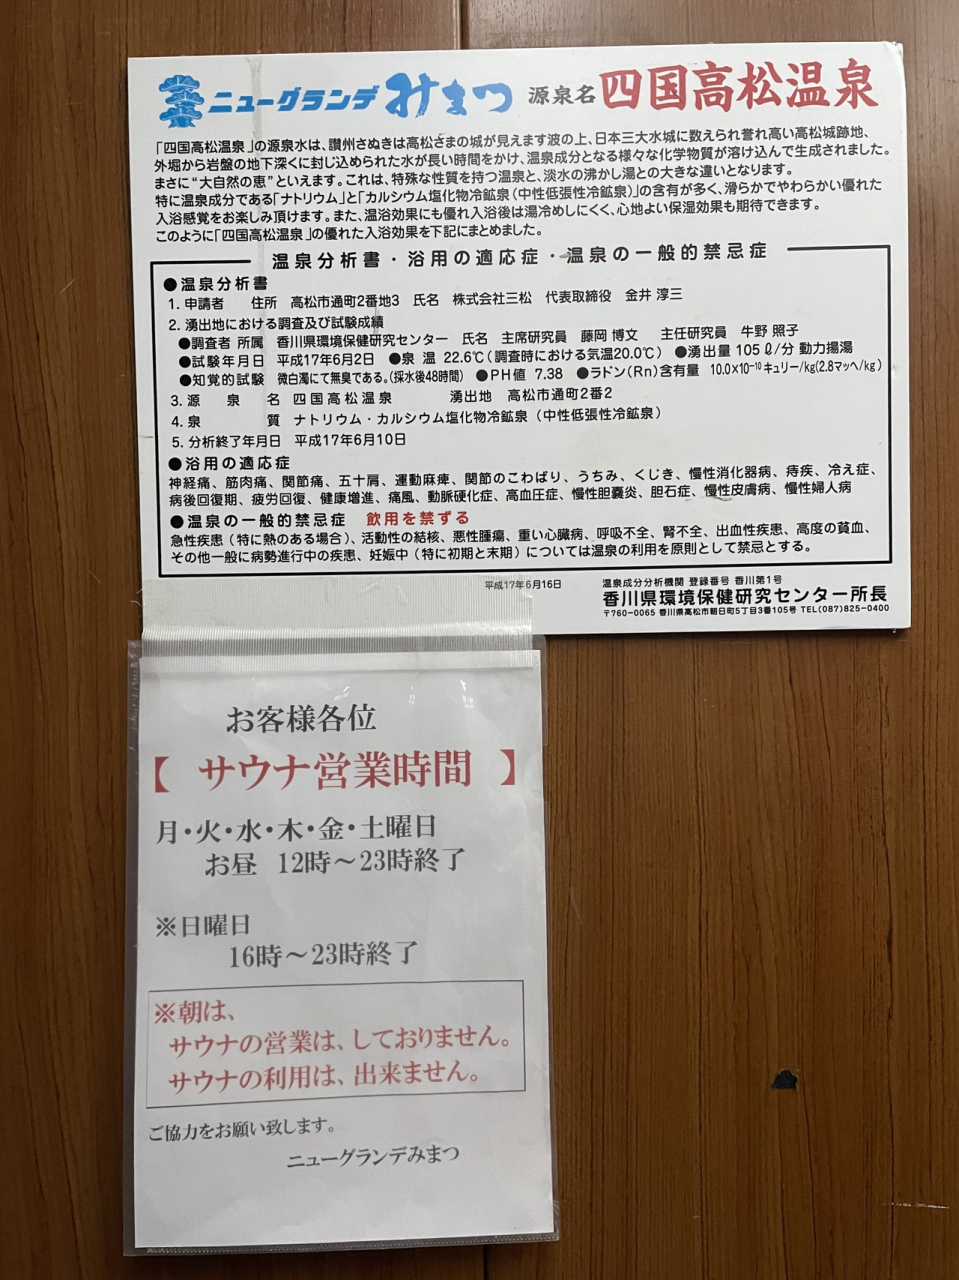 ニューグランデみまつ 源泉名 四国高松温泉
「四国高松温泉」の源泉水は、讃州さぬきは高松さまの城が見えます波の上、日本三大水城に数えられ誉れ高い高松城跡地、
外堀から岩盤の地下深くに封じ込められた水が長い時間をかけ、温泉成分となる様々な化学物質が溶け込んで生成されました。
まさに“大自然の恵”といえます。これは、特殊な性質を持つ温泉と、淡水の沸かし湯との大きな違いとなります。
特に温泉成分である「ナトリウム」と「カルシウム塩化物冷鉱泉（中性低張性冷鉱泉）」の含有が多く、滑らかでやわらかい優れた
入浴感覚をお楽しみ頂けます。また、温浴効果にも優れ入浴後は湯冷めしにくく、心地よい保湿効果も期待できます。
このように「四国高松温泉」の優れた入浴効果を下記にまとめました。
温泉分析書・浴用の適応症・温泉の一般的禁忌症
●温泉分析書
1. 申請者 住所 高松市通町2番地3 氏名 株式会社三松 代表取締役 金井 淳三
2. 湧出地における調査及び試験成績
●調査者 所属 香川県環境保健研究センター 氏名 主席研究員 藤岡 博文 主任研究員 牛野 照子
●試験年月日 平成17年6月2日 ●泉 温 22.6℃（調査時における気温20.0℃） ●湧出量 105ℓ/分 動力揚湯
●知覚的試験 微白濁にて無臭である。（採水後48時間） ●PH値 7.38 ●ラドン（Rn）含有量 10.0×10⁻¹⁰キュリー/kg（2.8マッヘ/kg）
3. 源泉名 四国高松温泉 湧出地 高松市通町2番2
4. 泉質 ナトリウム・カルシウム塩化物冷鉱泉（中性低張性冷鉱泉）
5. 分析終了年月日 平成17年6月10日
●浴用の適応症
神経痛、筋肉痛、関節痛、五十肩、運動麻痺、関節のこわばり、うちみ、くじき、慢性消化器病、痔疾、冷え症、
病後回復期、疲労回復、健康増進、痛風、動脈硬化症、高血圧症、慢性胆嚢炎、胆石症、慢性皮膚病、慢性婦人病
●温泉の一般的禁忌症 飲用を禁ずる
急性疾患（特に熱のある場合）、活動性の結核、悪性腫瘍、重い心臓病、呼吸不全、腎不全、出血性疾患、高度の貧血、
その他一般に病勢進行中の疾患、妊娠中（特に初期と末期）については温泉の利用を原則として禁忌とする。
平成17年6月16日
温泉成分分析機関 登録番号 香川第1号
香川県環境保健研究センター所長
〒760-0065 香川県高松市朝日町5丁目3番105号 TEL(087)825-0400
お客様各位
【 サウナ営業時間 】
月・火・水・木・金・土曜日
お昼 12時～23時終了
※日曜日
16時～23時終了
※朝は、
サウナの営業は、しておりません。
サウナの利用は、出来ません。
ご協力をお願い致します。
ニューグランデみまつ